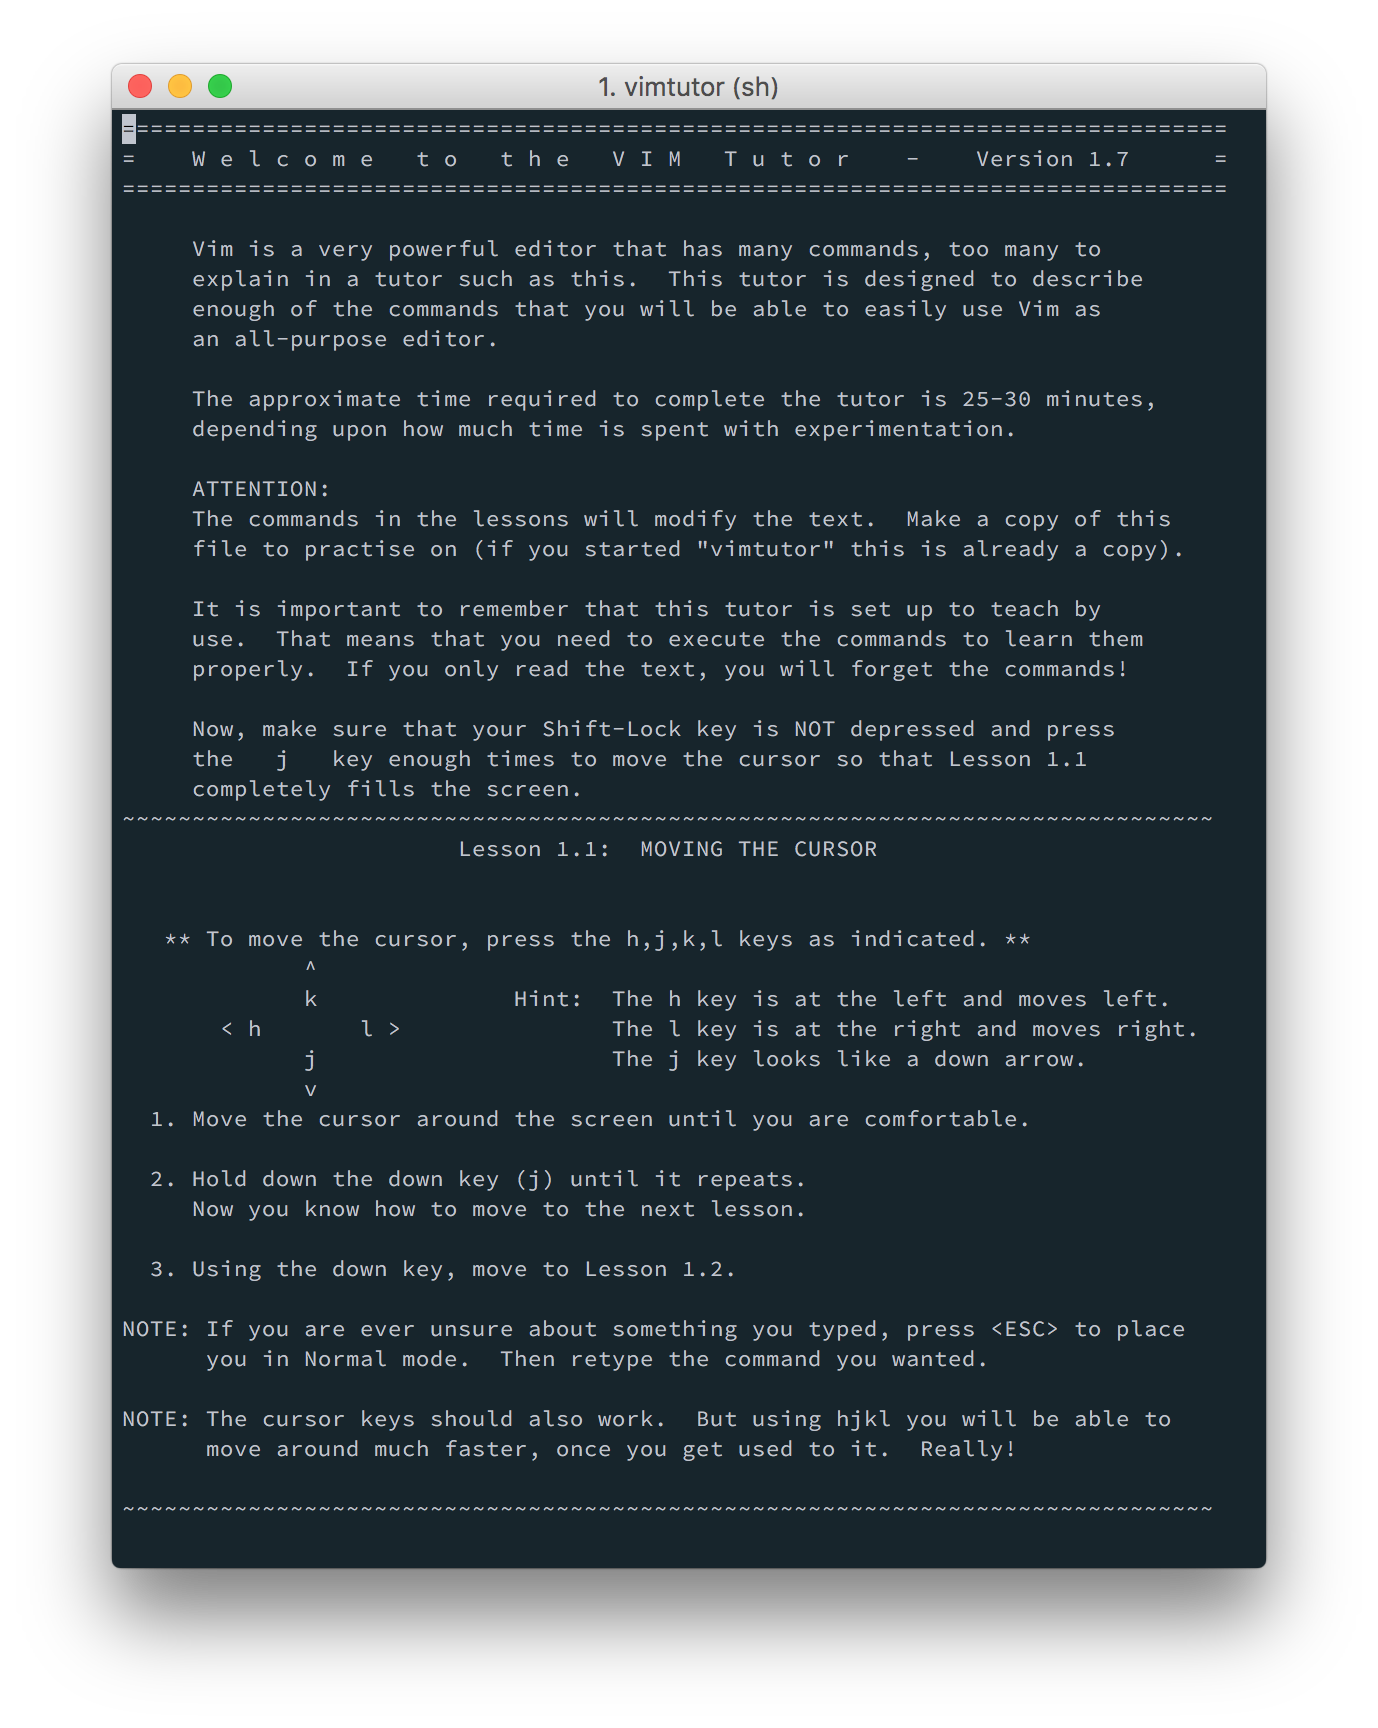 1. vimtutor (sh)
===============================================================================
=    W e l c o m e   t o   t h e   V I M   T u t o r    -    Version 1.7      =
===============================================================================
     Vim is a very powerful editor that has many commands, too many to
     explain in a tutor such as this.  This tutor is designed to describe
     enough of the commands that you will be able to easily use Vim as
     an all-purpose editor.
     The approximate time required to complete the tutor is 25-30 minutes,
     depending upon how much time is spent with experimentation.
     ATTENTION:
     The commands in the lessons will modify the text.  Make a copy of this
     file to practise on (if you started "vimtutor" this is already a copy).
     It is important to remember that this tutor is set up to teach by
     use.  That means that you need to execute the commands to learn them
     properly.  If you only read the text, you will forget the commands!
     Now, make sure that your Shift-Lock key is NOT depressed and press
     the   j   key enough times to move the cursor so that Lesson 1.1
     completely fills the screen.
~~~~~~~~~~~~~~~~~~~~~~~~~~~~~~~~~~~~~~~~~~~~~~~~~~~~~~~~~~~~~~~~~~~~~~~~~~~~~~
                        Lesson 1.1:  MOVING THE CURSOR
   ** To move the cursor, press the h,j,k,l keys as indicated. **
             ^
             k              Hint:  The h key is at the left and moves left.
       < h       l >               The l key is at the right and moves right.
             j                     The j key looks like a down arrow.
             v
  1. Move the cursor around the screen until you are comfortable.
  2. Hold down the down key (j) until it repeats.
     Now you know how to move to the next lesson.
  3. Using the down key, move to Lesson 1.2.
NOTE: If you are ever unsure about something you typed, press <ESC> to place
      you in Normal mode.  Then retype the command you wanted.
NOTE: The cursor keys should also work.  But using hjkl you will be able to
      move around much faster, once you get used to it.  Really!
~~~~~~~~~~~~~~~~~~~~~~~~~~~~~~~~~~~~~~~~~~~~~~~~~~~~~~~~~~~~~~~~~~~~~~~~~~~~~~